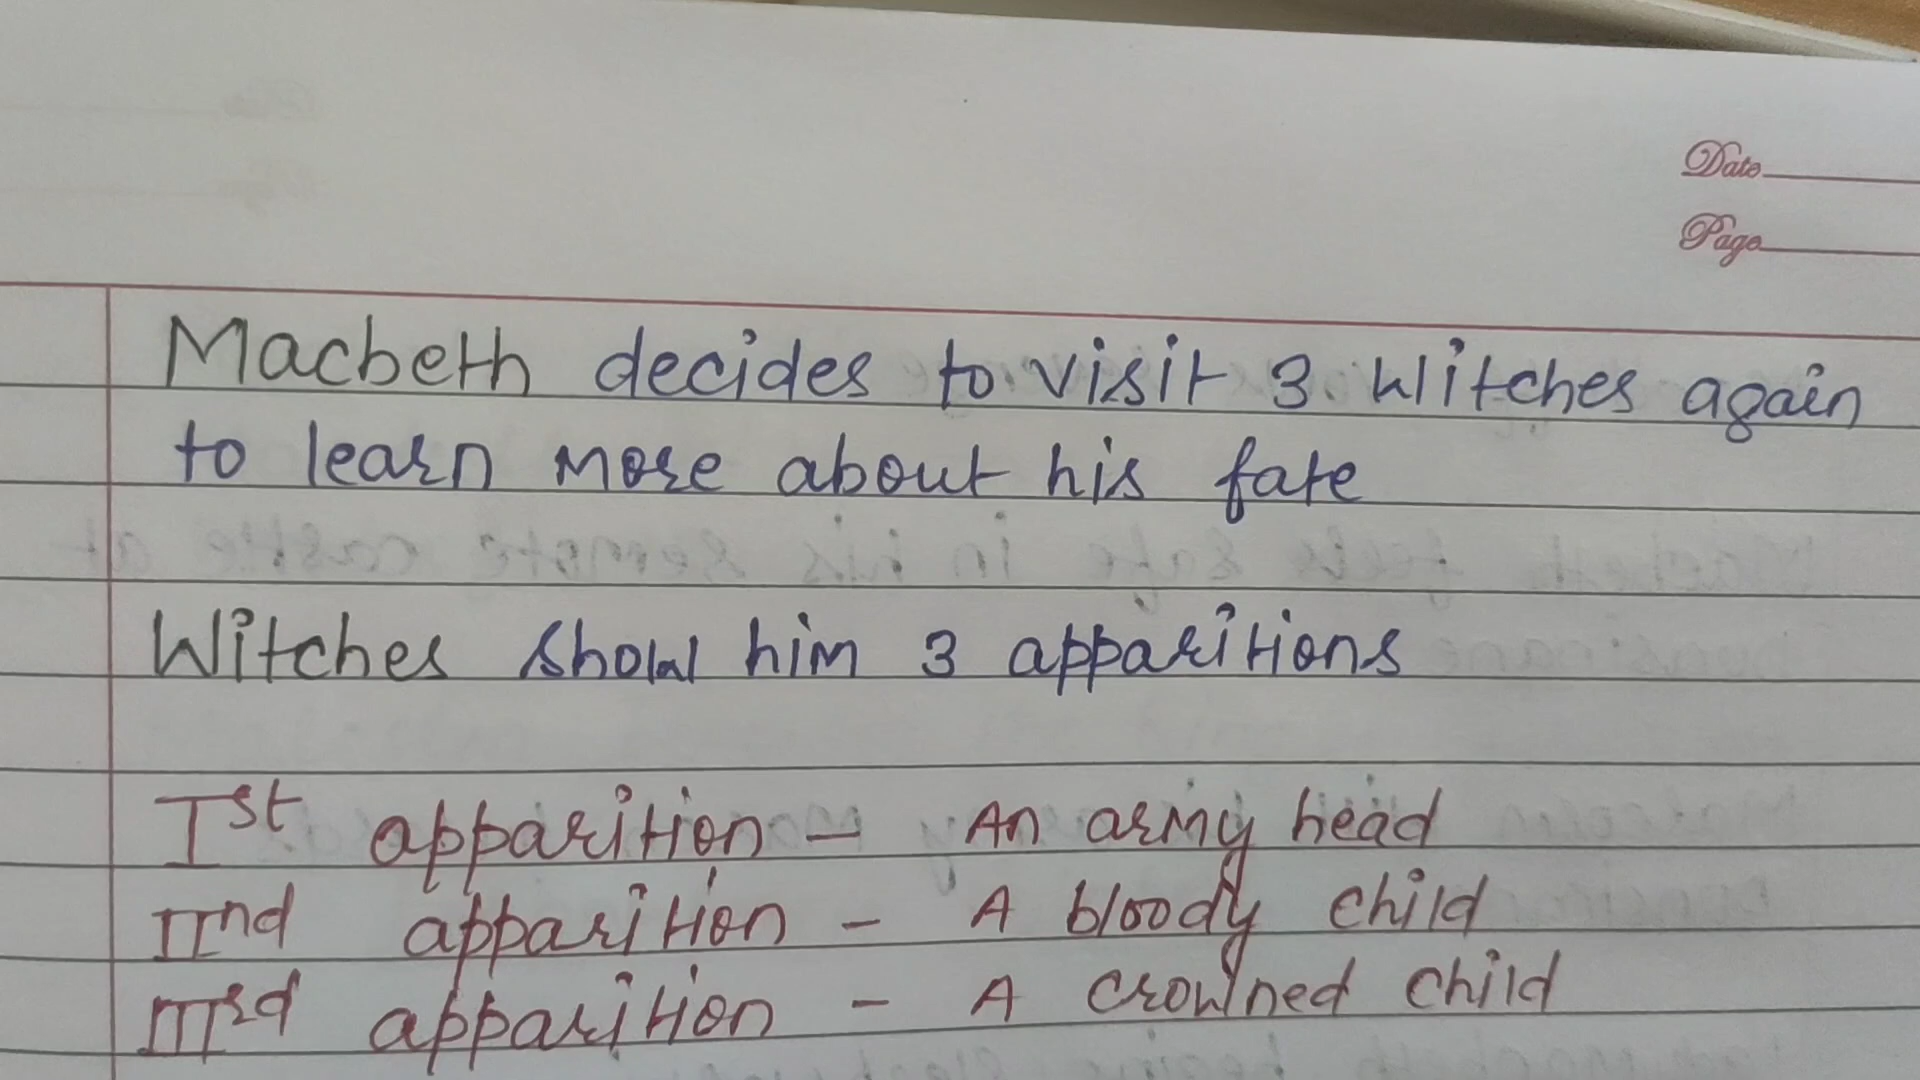 Date
Page
Macbeth decides to visit 3 Witches again
to learn more about his fate
Witches show him 3 apparitions
Ist apparition - An army head
IInd apparition - A bloody child
IIIrd apparition - A crowned child